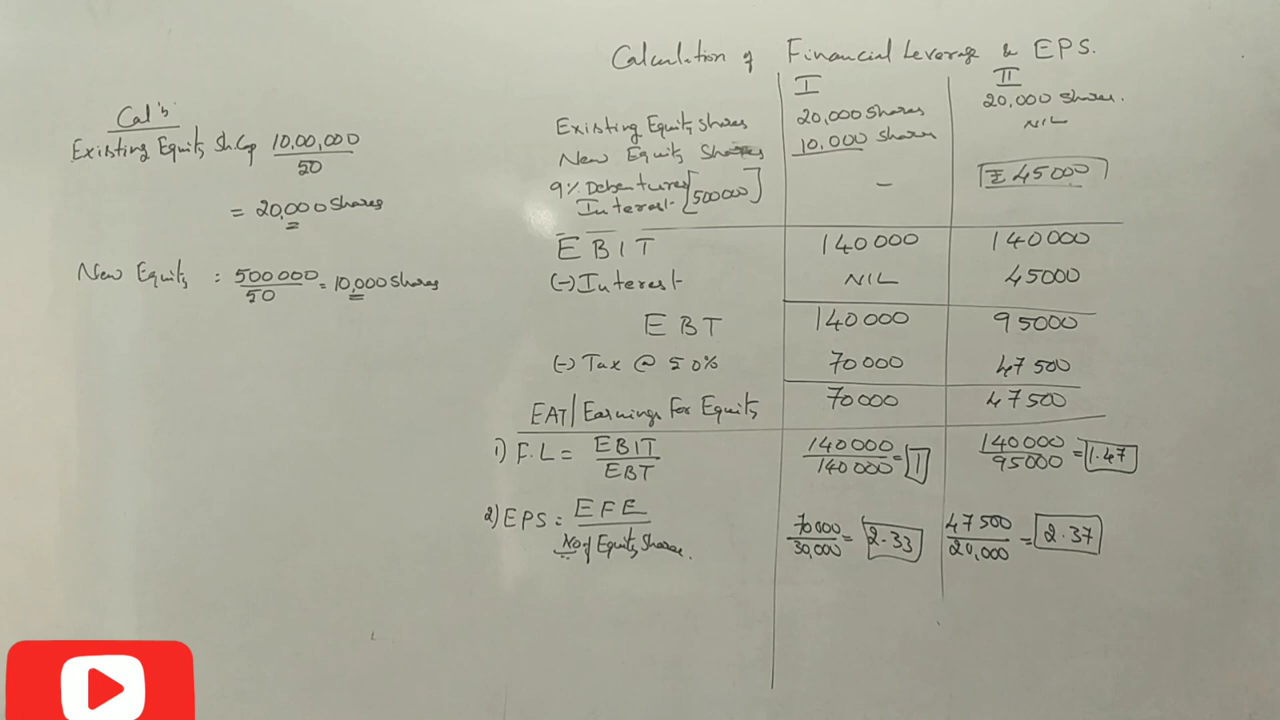 Calculation of Financial Leverage & EPS.
Cal'n
Existing Equity Sh.Cap 10,00,000
50
= 20,000 Shares
New Equity : 500000 = 10,000 Shares
50
I II
Existing Equity Shares 20,000 Shares 20,000 Shares.
New Equity Shares 10,000 Shares NIL
9% Debentures Interest [500000] – ₹ 45000
EBIT 140000 140000
(-) Interest NIL 45000
EBT 140000 95000
(-) Tax @ 50% 70000 47500
EAT/Earnings For Equity 70000 47500
1) F.L = EBIT 140000 = 1 140000 = 1.47
EBT 140000 95000
2) EPS = EFE 70000 = 2.33 47500 = 2.37
No of Equity Shares. 30,000 20,000